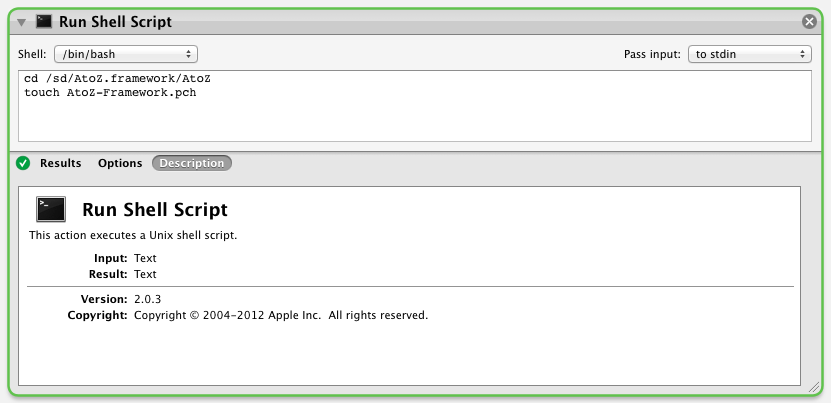 Run Shell Script
Shell: /bin/bash Pass input: to stdin
cd /sd/AtoZ.framework/AtoZ
touch AtoZ-Framework.pch
Results Options Description
>_ Run Shell Script
This action executes a Unix shell script.
Input: Text
Result: Text
Version: 2.0.3
Copyright: Copyright © 2004-2012 Apple Inc. All rights reserved.